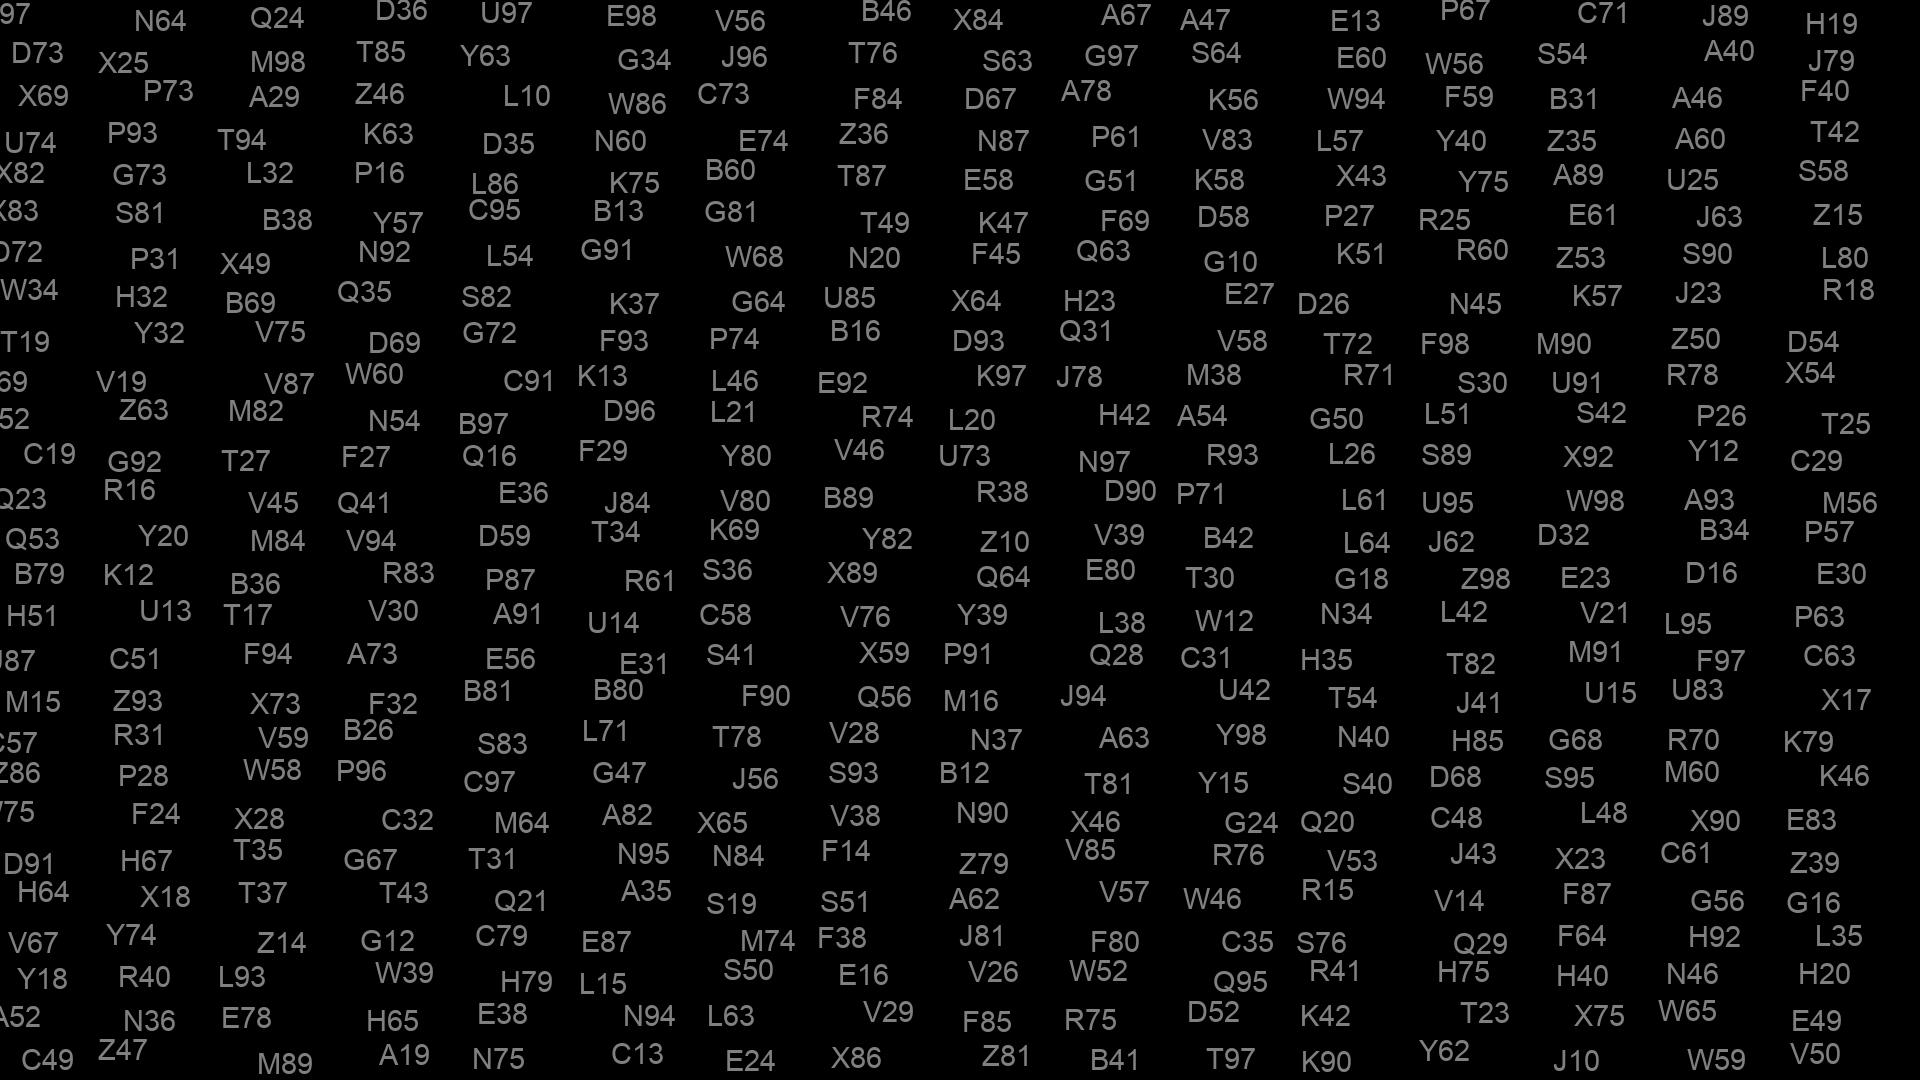 97 N64 Q24 D36 U97 E98 V56 B46 X84 A67 A47 E13 P67 C71 J89 H19
D73 X25 M98 T85 Y63 G34 J96 T76 S63 G97 S64 E60 W56 S54 A40 J79
X69 P73 A29 Z46 L10 W86 C73 F84 D67 A78 K56 W94 F59 B31 A46 F40
U74 P93 T94 K63 D35 N60 E74 Z36 N87 P61 V83 L57 Y40 Z35 A60 T42
X82 G73 L32 P16 L86 K75 B60 T87 E58 G51 K58 X43 Y75 A89 U25 S58
X83 S81 B38 Y57 C95 B13 G81 T49 K47 F69 D58 P27 R25 E61 J63 Z15
D72 P31 X49 N92 L54 G91 W68 N20 F45 Q63 G10 K51 R60 Z53 S90 L80
W34 H32 B69 Q35 S82 K37 G64 U85 X64 H23 E27 D26 N45 K57 J23 R18
T19 Y32 V75 D69 G72 F93 P74 B16 D93 Q31 V58 T72 F98 M90 Z50 D54
69 V19 V87 W60 C91 K13 L46 E92 K97 J78 M38 R71 S30 U91 R78 X54
52 Z63 M82 N54 B97 D96 L21 R74 L20 H42 A54 G50 L51 S42 P26 T25
C19 G92 T27 F27 Q16 F29 Y80 V46 U73 N97 R93 L26 S89 X92 Y12 C29
Q23 R16 V45 Q41 E36 J84 V80 B89 R38 D90 P71 L61 U95 W98 A93 M56
Q53 Y20 M84 V94 D59 T34 K69 Y82 Z10 V39 B42 L64 J62 D32 B34 P57
B79 K12 B36 R83 P87 R61 S36 X89 Q64 E80 T30 G18 Z98 E23 D16 E30
H51 U13 T17 V30 A91 U14 C58 V76 Y39 L38 W12 N34 L42 V21 L95 P63
87 C51 F94 A73 E56 E31 S41 X59 P91 Q28 C31 H35 T82 M91 F97 C63
M15 Z93 X73 F32 B81 B80 F90 Q56 M16 J94 U42 T54 J41 U15 U83 X17
C57 R31 V59 B26 S83 L71 T78 V28 N37 A63 Y98 N40 H85 G68 R70 K79
Z86 P28 W58 P96 C97 G47 J56 S93 B12 T81 Y15 S40 D68 S95 M60 K46
75 F24 X28 C32 M64 A82 X65 V38 N90 X46 G24 Q20 C48 L48 X90 E83
D91 H67 T35 G67 T31 N95 N84 F14 Z79 V85 R76 V53 J43 X23 C61 Z39
H64 X18 T37 T43 Q21 A35 S19 S51 A62 V57 W46 R15 V14 F87 G56 G16
V67 Y74 Z14 G12 C79 E87 M74 F38 J81 F80 C35 S76 Q29 F64 H92 L35
Y18 R40 L93 W39 H79 L15 S50 E16 V26 W52 Q95 R41 H75 H40 N46 H20
A52 N36 E78 H65 E38 N94 L63 V29 F85 R75 D52 K42 T23 X75 W65 E49
C49 Z47 M89 A19 N75 C13 E24 X86 Z81 B41 T97 K90 Y62 J10 W59 V50